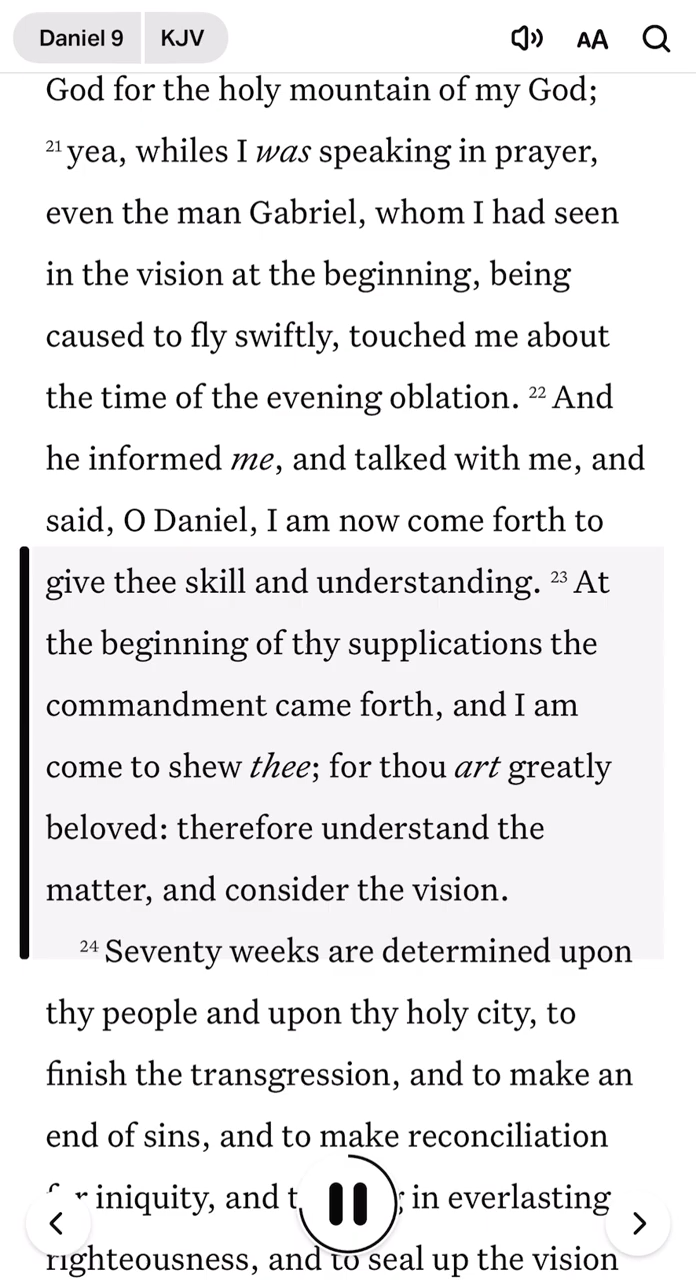 Daniel 9 KJV AA
God for the holy mountain of my God;
21 yea, whiles I was speaking in prayer,
even the man Gabriel, whom I had seen
in the vision at the beginning, being
caused to fly swiftly, touched me about
the time of the evening oblation. 22 And
he informed me, and talked with me, and
said, O Daniel, I am now come forth to
give thee skill and understanding. 23 At
the beginning of thy supplications the
commandment came forth, and I am
come to shew thee; for thou art greatly
beloved: therefore understand the
matter, and consider the vision.
24 Seventy weeks are determined upon
thy people and upon thy holy city, to
finish the transgression, and to make an
end of sins, and to make reconciliation
iniquity, and in everlasting
righteousness, and to seal up the vision